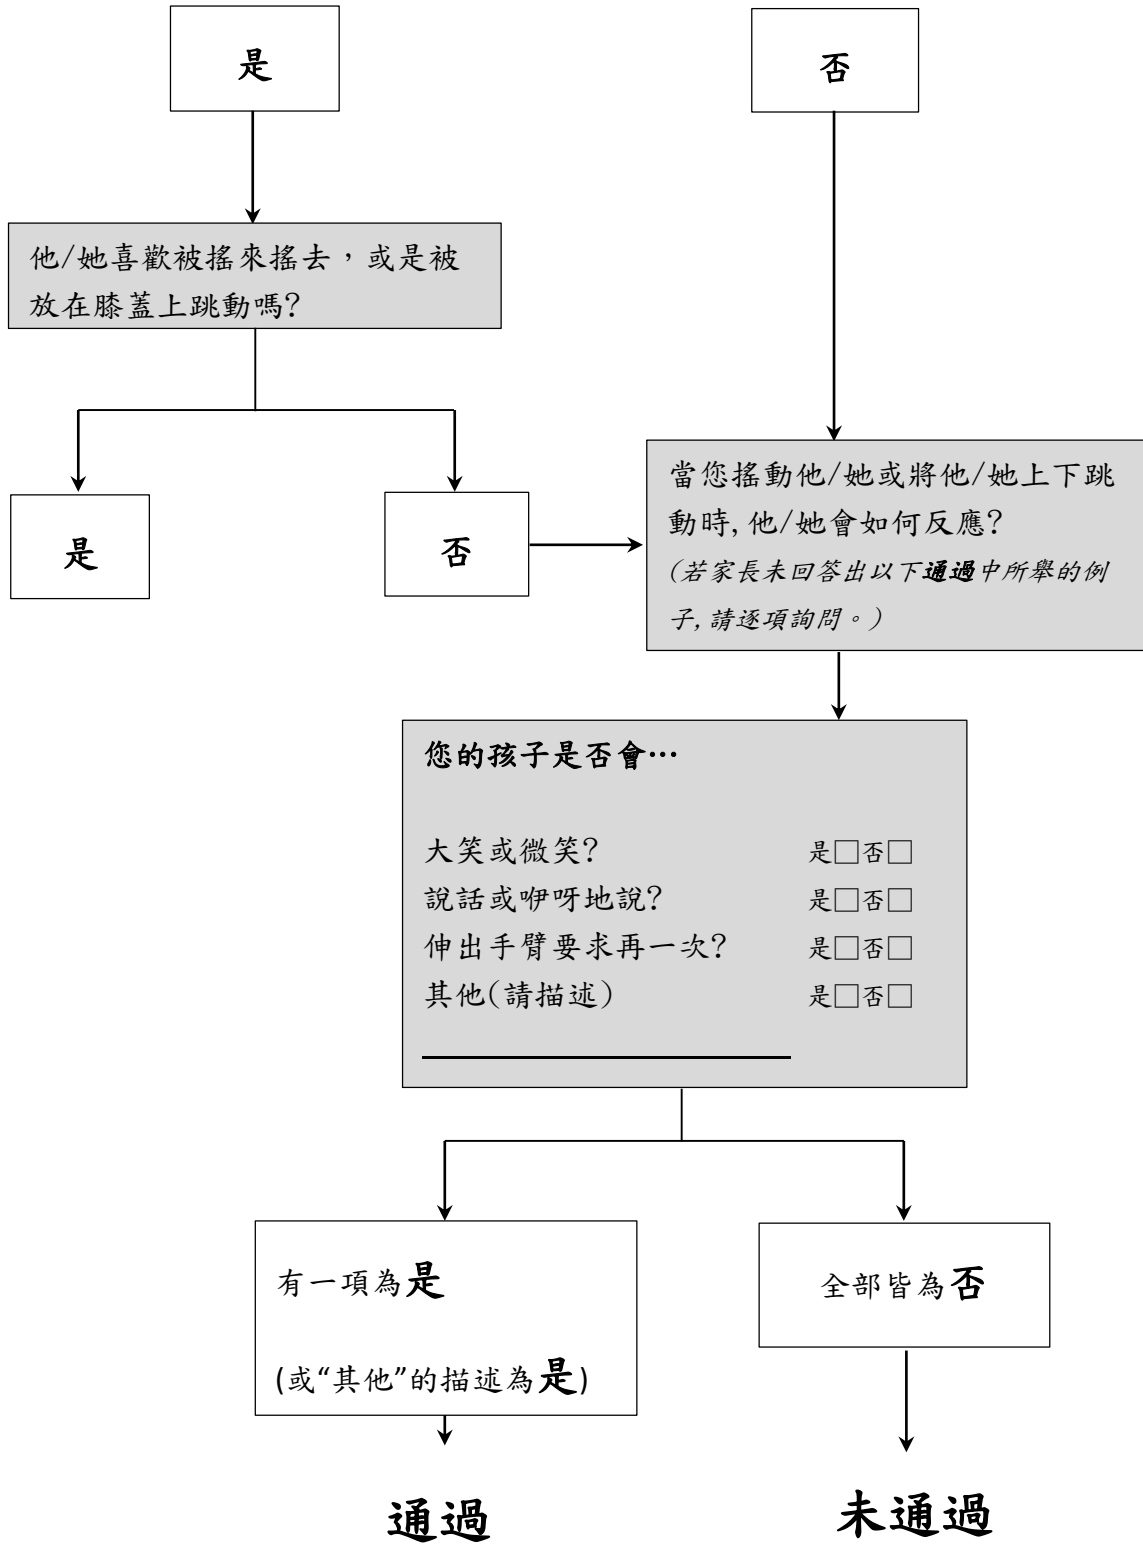 是
否
他/她喜歡被搖來搖去，或是被
放在膝蓋上跳動嗎?
是
否
當您搖動他/她或將他/她上下跳
動時,他/她會如何反應?
(若家長未回答出以下通過中所舉的例
子,請逐項詢問。)
您的孩子是否會…
大笑或微笑? 是□否□
說話或咿呀地說? 是□否□
伸出手臂要求再一次? 是□否□
其他(請描述) 是□否□
有一項為是
(或“其他”的描述為是)
全部皆為否
通過
未通過